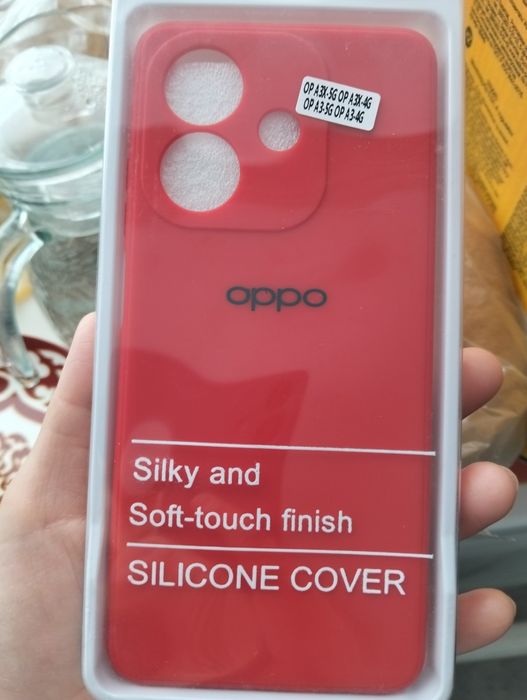 OP A3X-5G OP A3X-4G
OP A3-5G OP A3-4G
oppo
Silky and
Soft-touch finish
SILICONE COVER